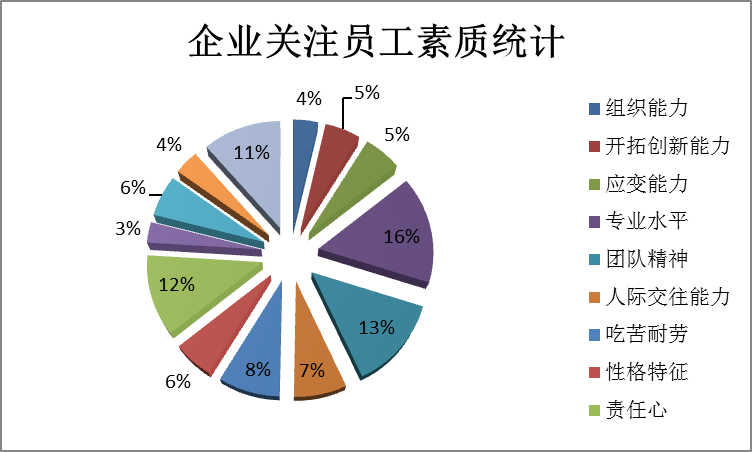 企业关注员工素质统计
4%
5%
5%
16%
13%
7%
8%
6%
12%
3%
6%
4%
11%
组织能力
开拓创新能力
应变能力
专业水平
团队精神
人际交往能力
吃苦耐劳
性格特征
责任心